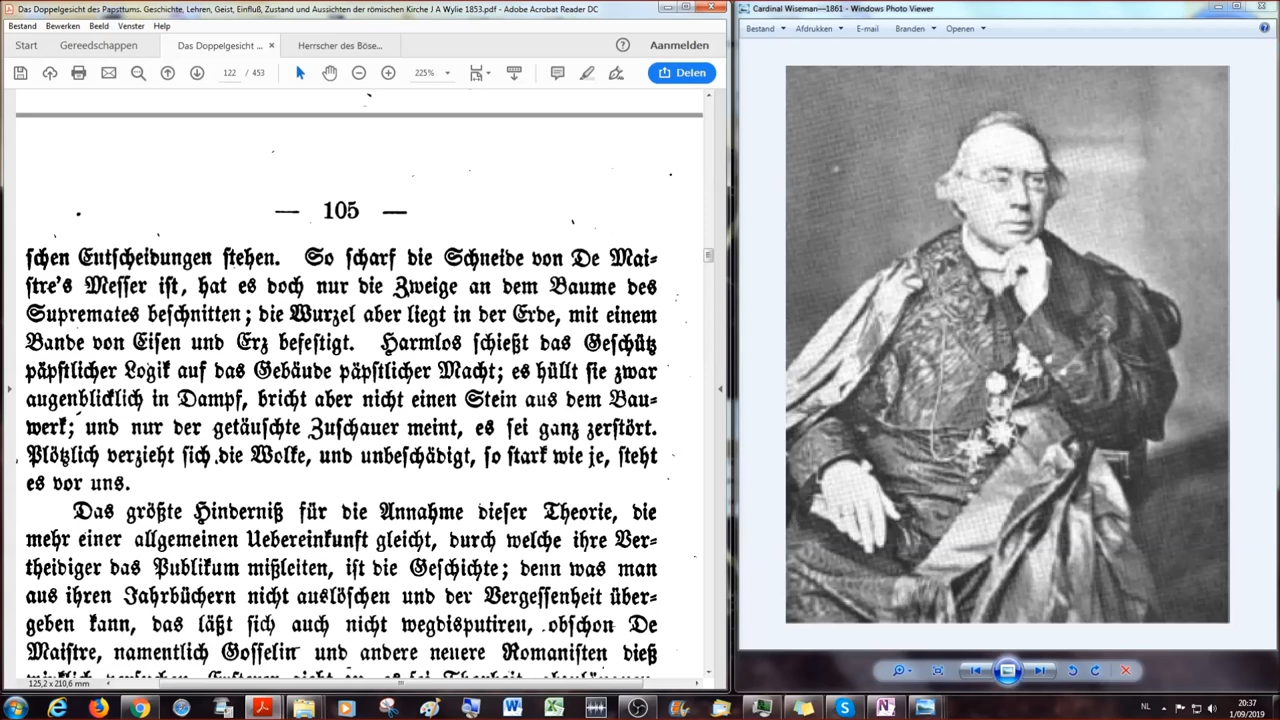 Das Doppelgesicht des Papsttums. Geschichte, Lehren, Geist, Einfluß, Zustand und Aussichten der römischen Kirche J A Wylie 1853.pdf - Adobe Acrobat Reader DC
Bestand Bewerken Beeld Venster Help
Start Gereedschappen Das Doppelgesicht ... × Herrscher des Böse... Aanmelden
122 / 453 225% Delen
— 105 —
schen Entscheidungen stehen. So scharf die Schneide von De Mai-
stre's Messer ist, hat es doch nur die Zweige an dem Baume des
Supremates beschnitten; die Wurzel aber liegt in der Erde, mit einem
Bande von Eisen und Erz befestigt. Harmlos schießt das Geschütz
päpstlicher Logik auf das Gebäude päpstlicher Macht; es hüllt sie zwar
augenblicklich in Dampf, bricht aber nicht einen Stein aus dem Bau-
werk; und nur der getäuschte Zuschauer meint, es sei ganz zerstört.
Plötzlich verzieht sich die Wolke, und unbeschädigt, so stark wie je, steht
es vor uns.
Das größte Hinderniß für die Annahme dieser Theorie, die
mehr einer allgemeinen Uebereinkunft gleicht, durch welche ihre Ver-
theidiger das Publikum mißleiten, ist die Geschichte; denn was man
aus ihren Jahrbüchern nicht auslöschen und der Vergessenheit über-
geben kann, das läßt sich auch nicht wegdisputiren, obschon De
Maistre, namentlich Gosselin und andere neuere Romanisten dieß
125,2 x 210,6 mm
Cardinal Wiseman—1861 - Windows Photo Viewer
Bestand Afdrukken E-mail Branden Openen
NL 20:37
1/09/2019